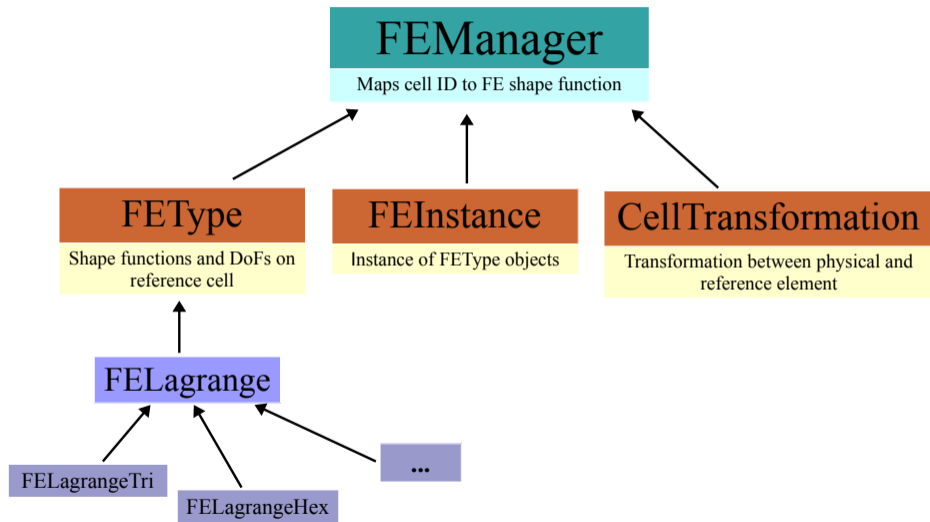 FEManager
Maps cell ID to FE shape function
FEType
Shape functions and DoFs on
reference cell
FEInstance
Instance of FEType objects
CellTransformation
Transformation between physical and
reference element
FELagrange
FELagrangeTri
FELagrangeHex
...